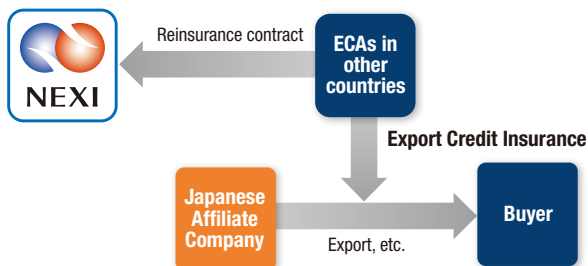 Reinsurance contract
ECAs in
other
countries
NEXI
Export Credit Insurance
Japanese
Affiliate
Company
Export, etc.
Buyer